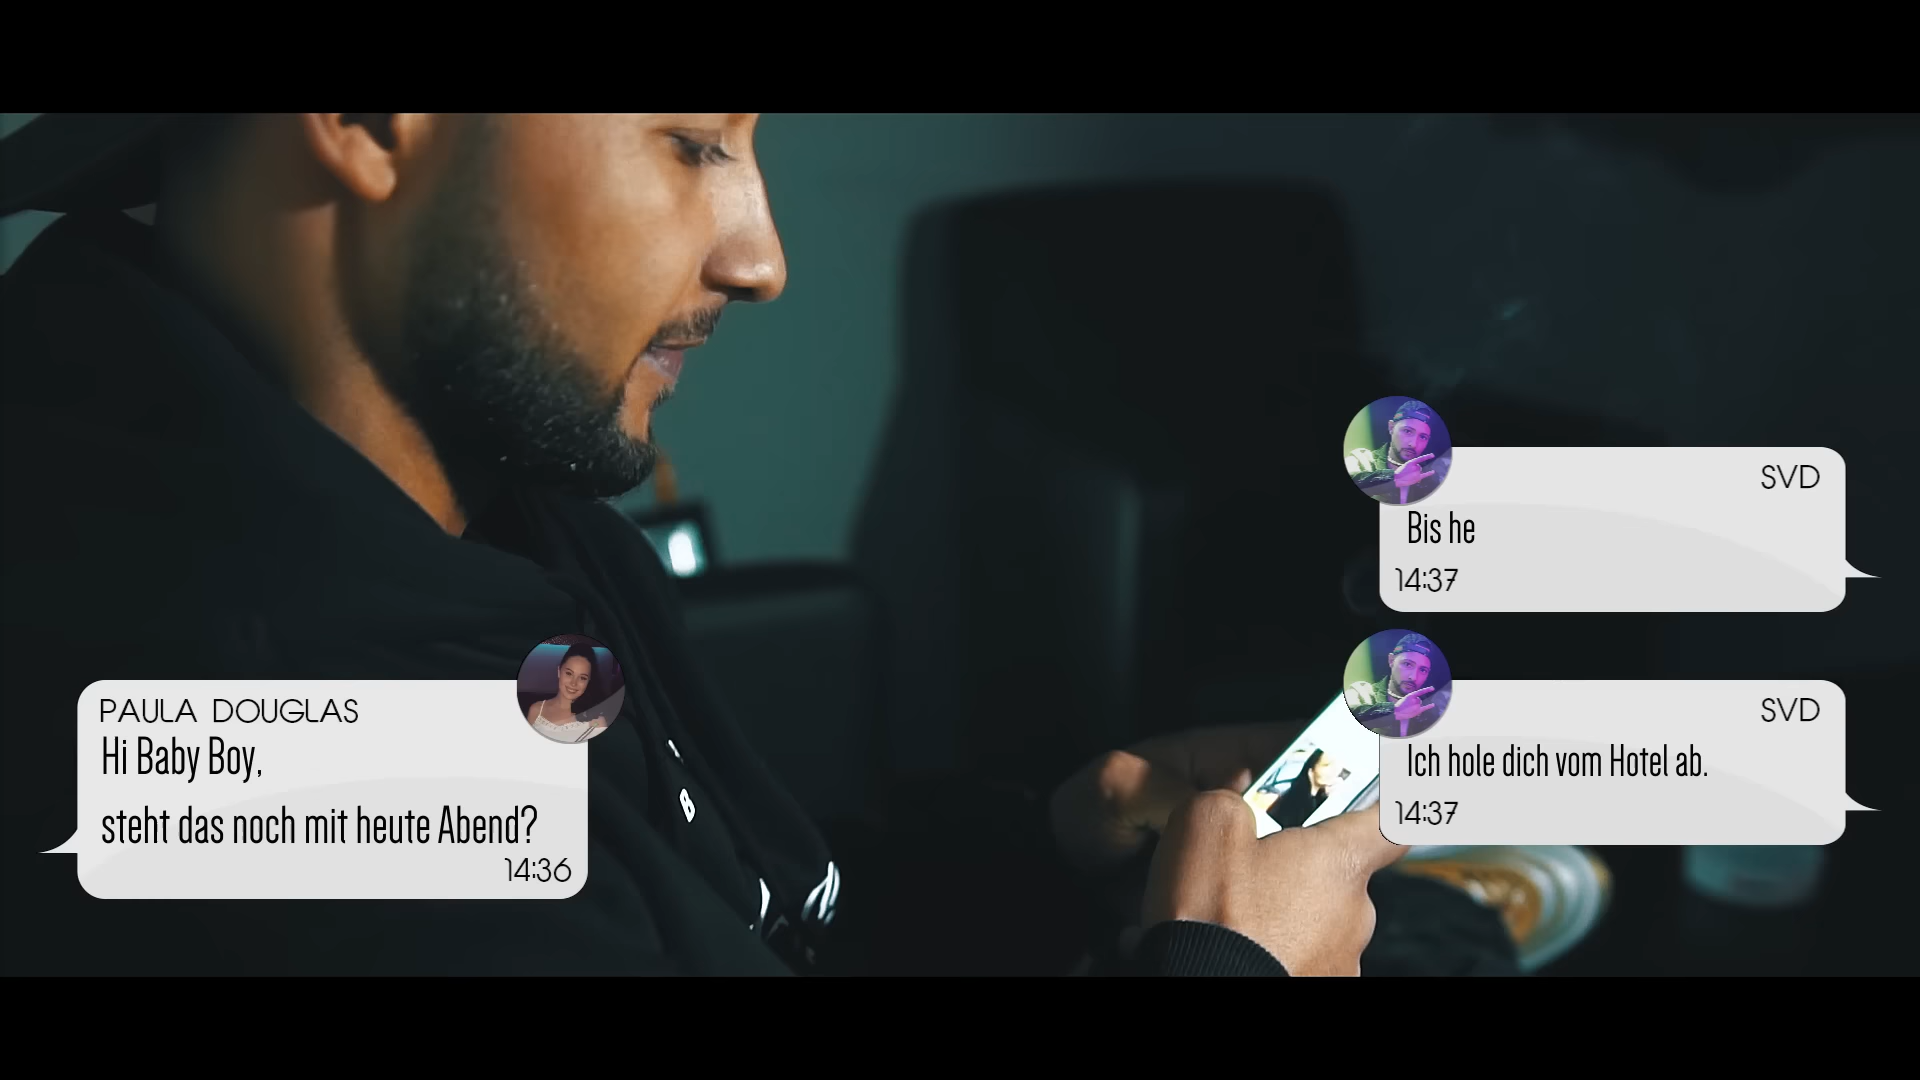 PAULA DOUGLAS
Hi Baby Boy,
steht das noch mit heute Abend?
14:36
SVD
Bis he
14:37
SVD
Ich hole dich vom Hotel ab.
14:37
B